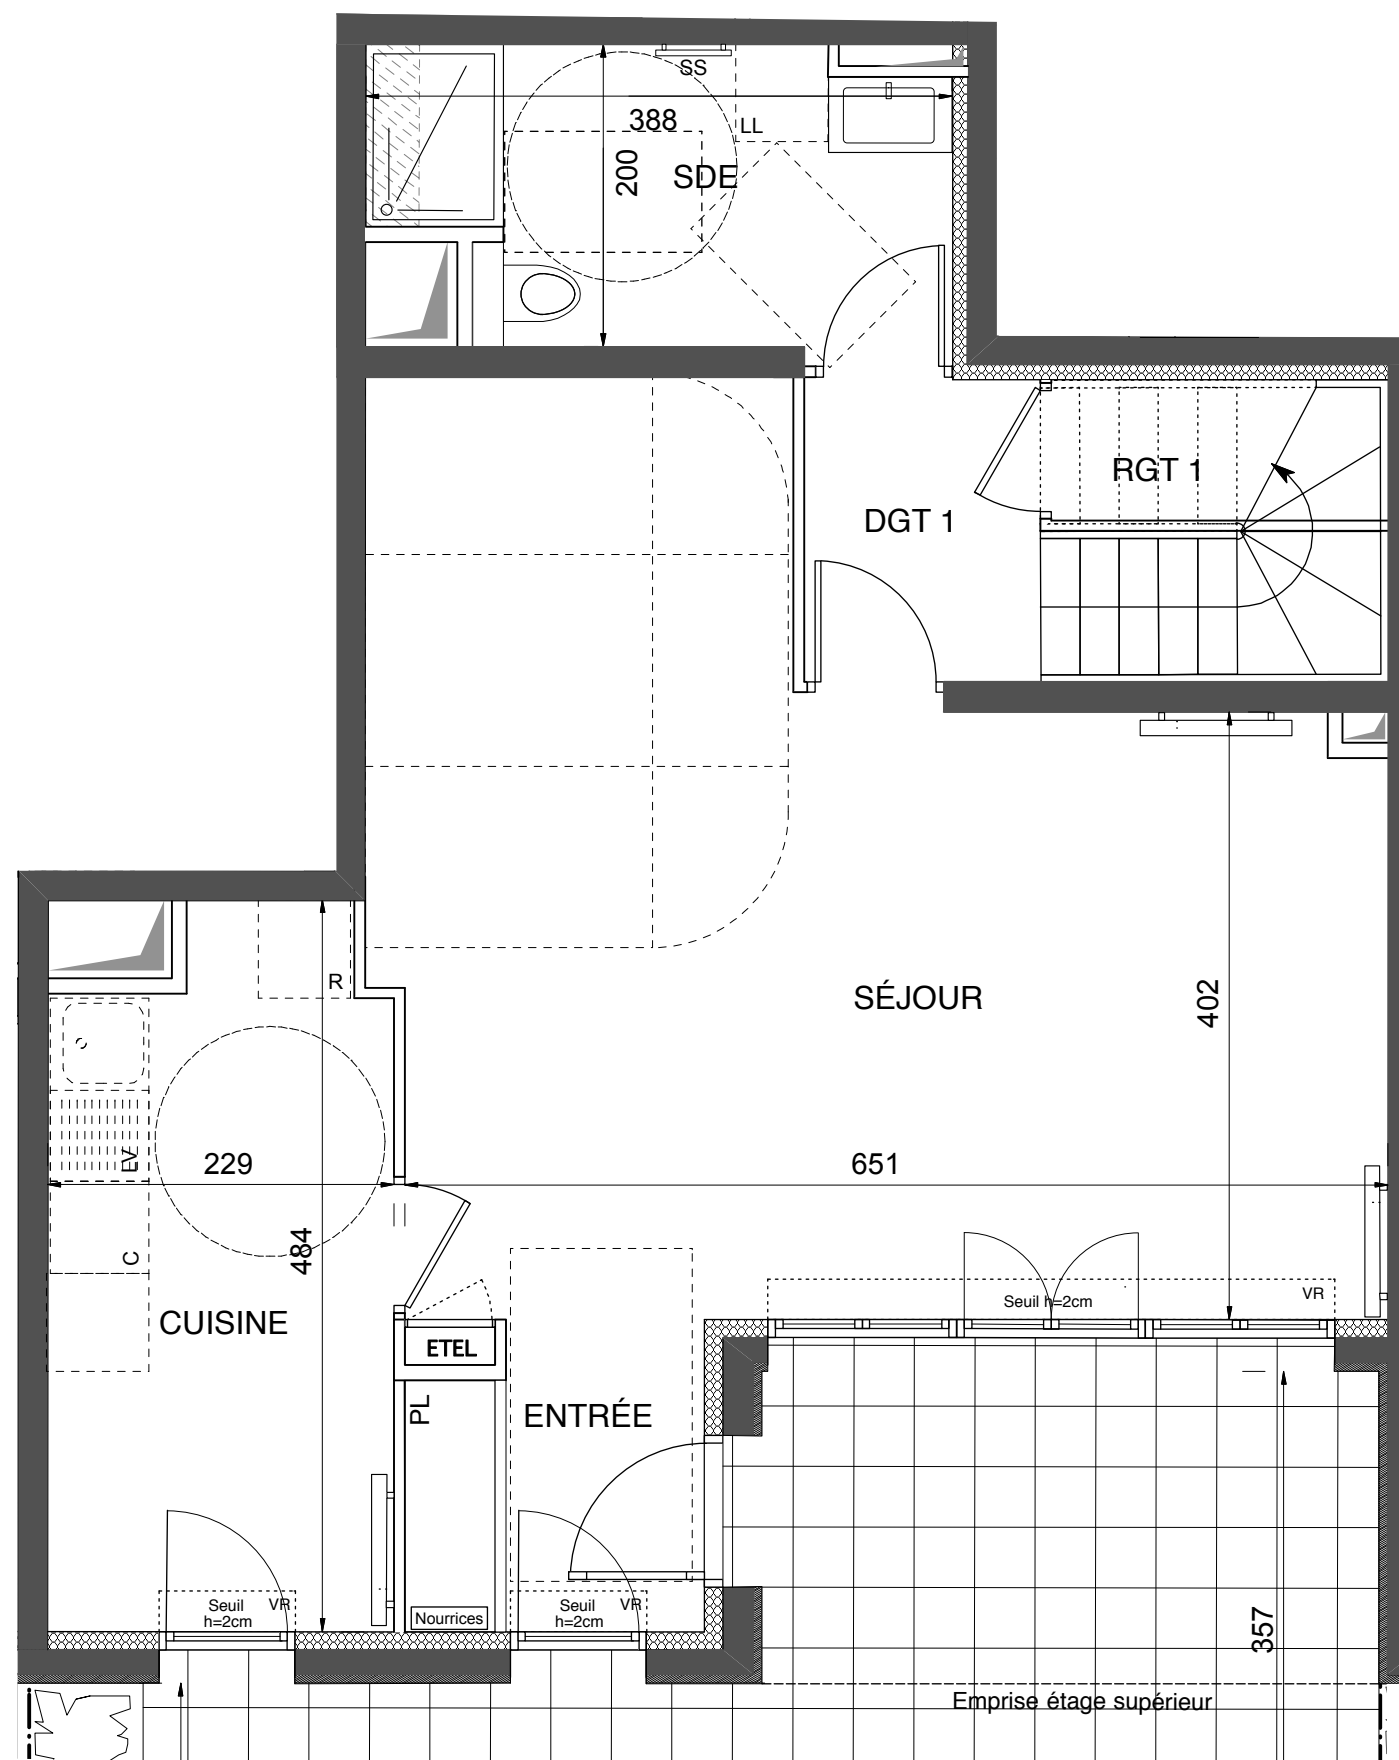 SS
388
LL
200
SDE
RGT 1
DGT 1
R
SÉJOUR
402
LV
229
651
C
484
CUISINE
Seuil h=2cm
VR
ETEL
PL
ENTRÉE
Seuil
h=2cm
VR
Nourrices
Seuil
h=2cm
VR
357
Emprise étage supérieur